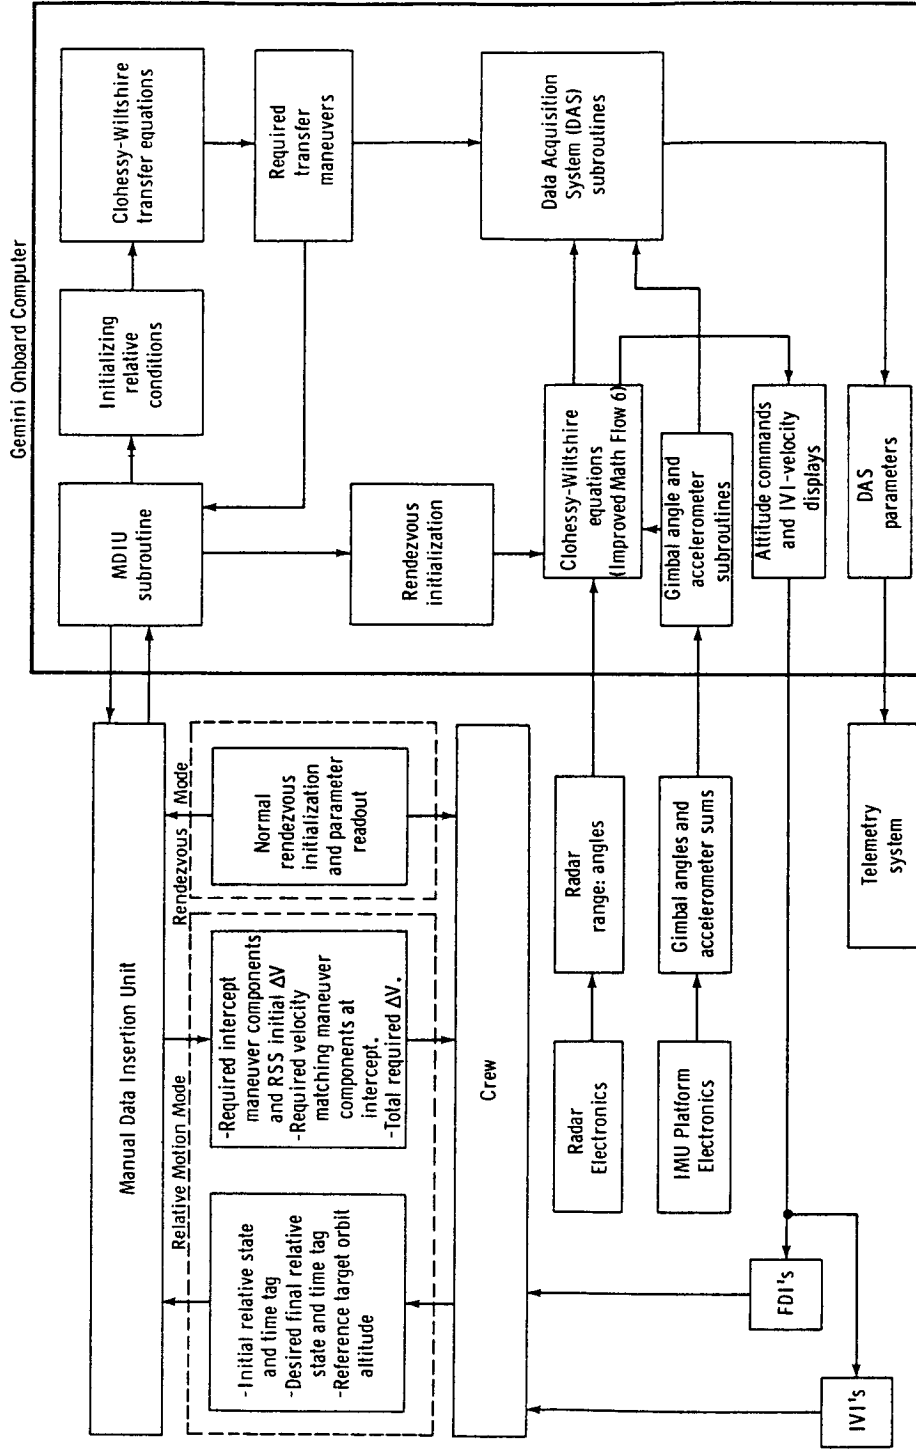 Gemini Onboard Computer
MDIU
subroutine
Initializing
relative
conditions
Clohessy-Wiltshire
transfer equations
Required
transfer
maneuvers
Rendezvous
initialization
Clohessy-Wiltshire
equations
(Improved Math Flow 6)
Data Acquisition
System (DAS)
subroutines
Gimbal angle and
accelerometer
subroutines
Attitude commands
and IVI-velocity
displays
DAS
parameters
Manual Data Insertion Unit
Relative Motion Mode
Rendezvous Mode
-Initial relative state
and time tag
-Desired final relative
state and time tag
-Reference target orbit
altitude
-Required intercept
maneuver components
and RSS initial ΔV
-Required velocity
matching maneuver
components at
intercept.
-Total required ΔV.
Normal
rendezvous
initialization
and parameter
readout
Crew
Radar
Electronics
Radar
range: angles
IMU Platform
Electronics
Gimbal angles and
accelerometer sums
FDI's
IVI's
Telemetry
system